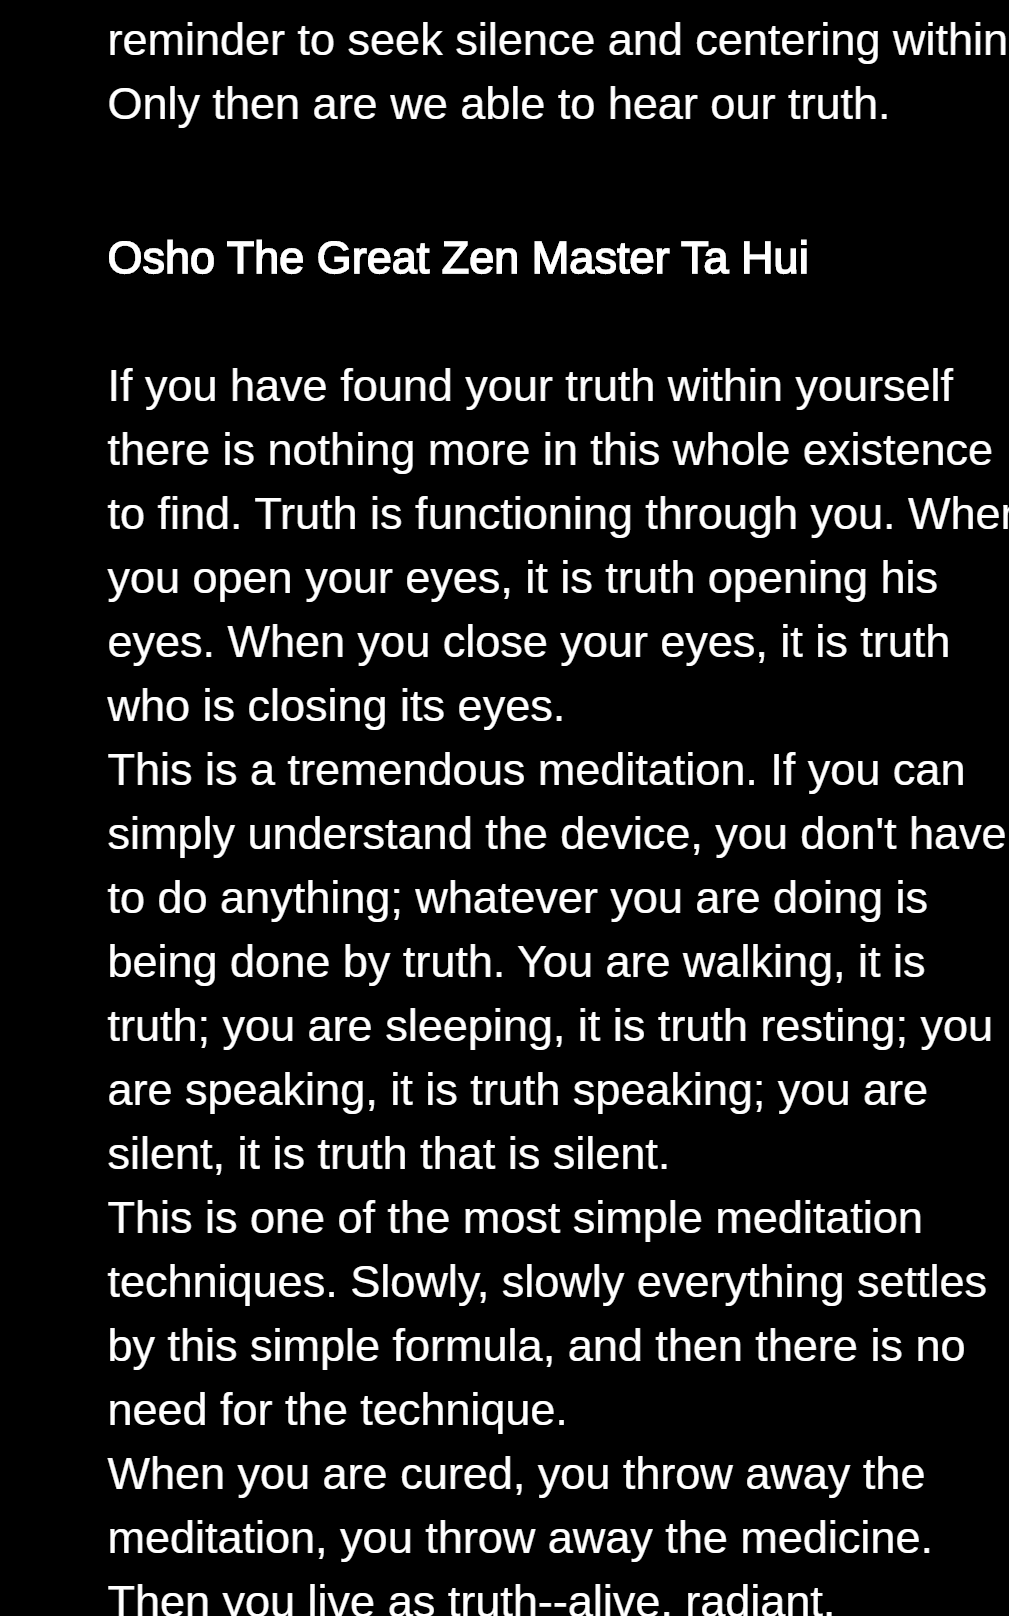 reminder to seek silence and centering within
Only then are we able to hear our truth.
Osho The Great Zen Master Ta Hui
If you have found your truth within yourself
there is nothing more in this whole existence
to find. Truth is functioning through you. When
you open your eyes, it is truth opening his
eyes. When you close your eyes, it is truth
who is closing its eyes.
This is a tremendous meditation. If you can
simply understand the device, you don't have
to do anything; whatever you are doing is
being done by truth. You are walking, it is
truth; you are sleeping, it is truth resting; you
are speaking, it is truth speaking; you are
silent, it is truth that is silent.
This is one of the most simple meditation
techniques. Slowly, slowly everything settles
by this simple formula, and then there is no
need for the technique.
When you are cured, you throw away the
meditation, you throw away the medicine.
Then you live as truth--alive, radiant,